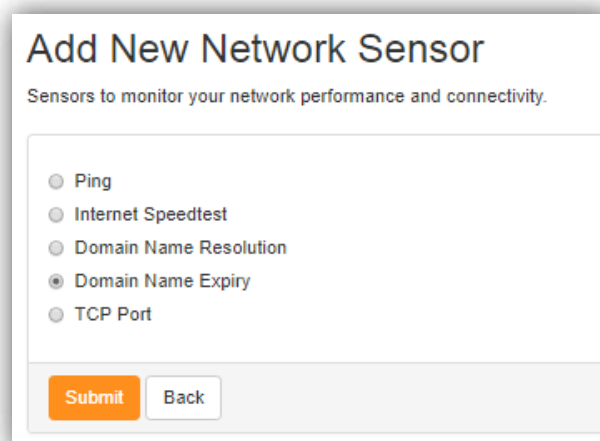 Add New Network Sensor
Sensors to monitor your network performance and connectivity.
Ping
Internet Speedtest
Domain Name Resolution
Domain Name Expiry
TCP Port
Submit Back